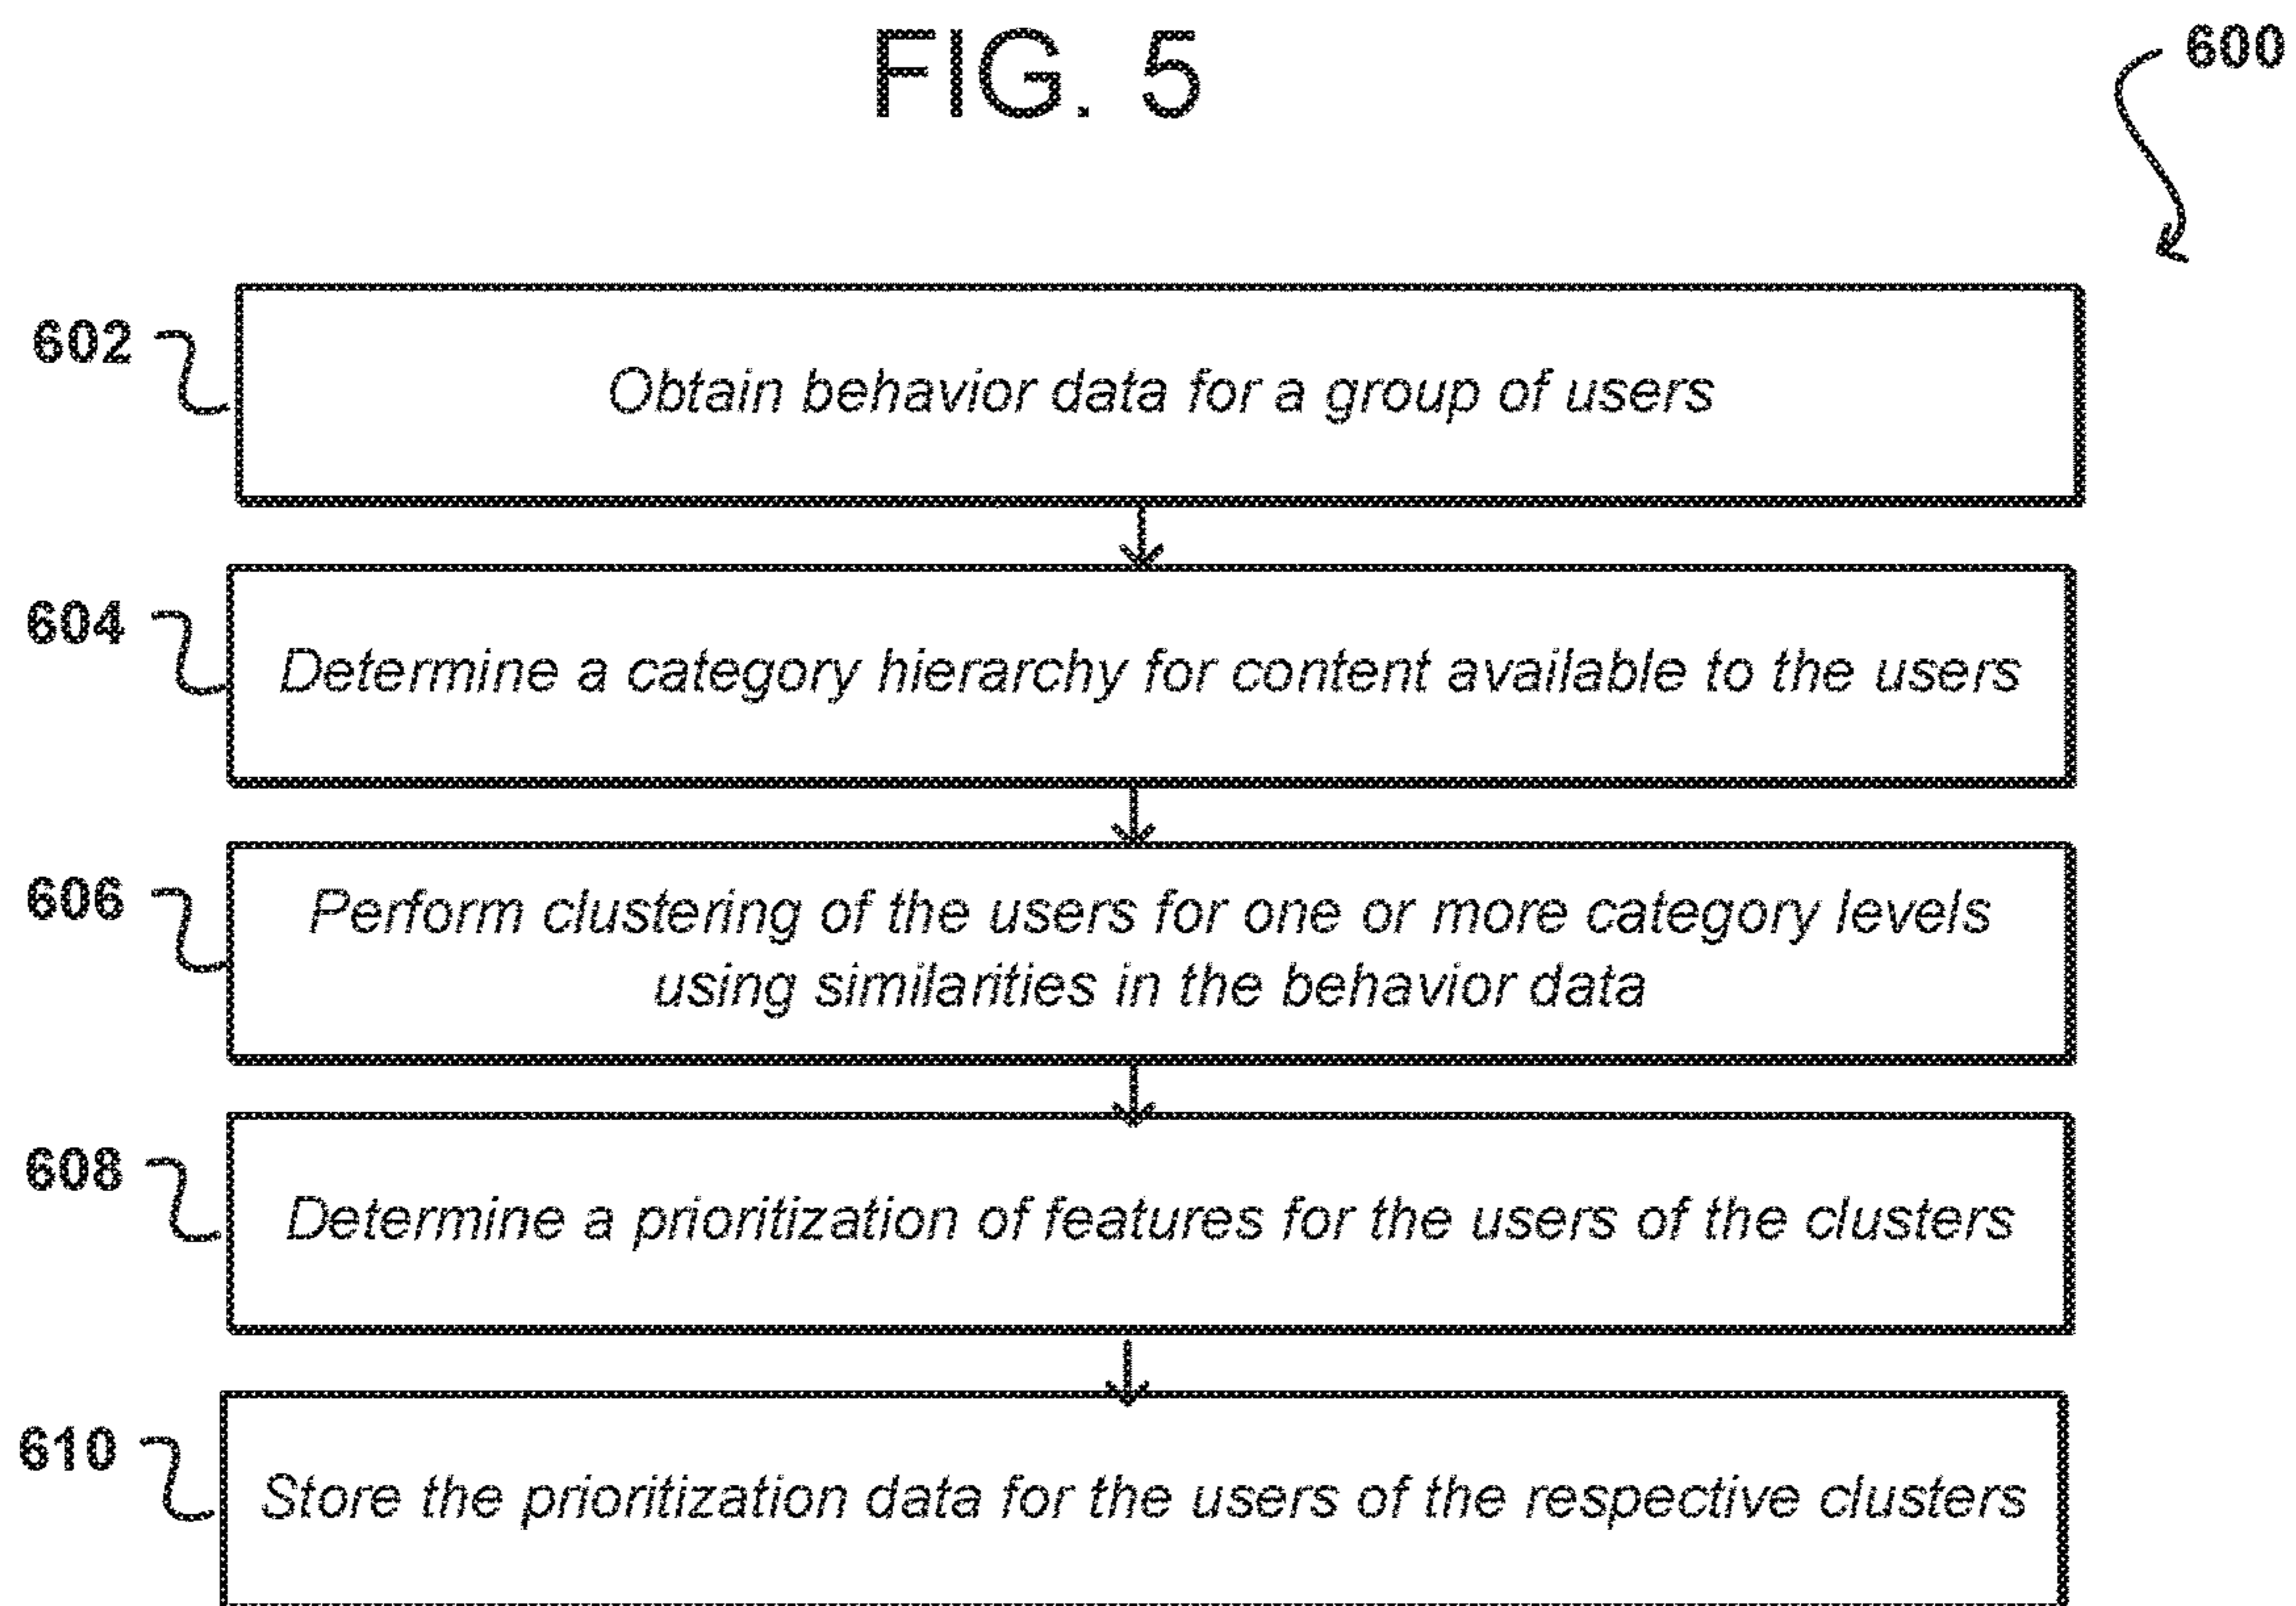 FIG. 5
600
602
Obtain behavior data for a group of users
604
Determine a category hierarchy for content available to the users
606
Perform clustering of the users for one or more category levels
using similarities in the behavior data
608
Determine a prioritization of features for the users of the clusters
610
Store the prioritization data for the users of the respective clusters